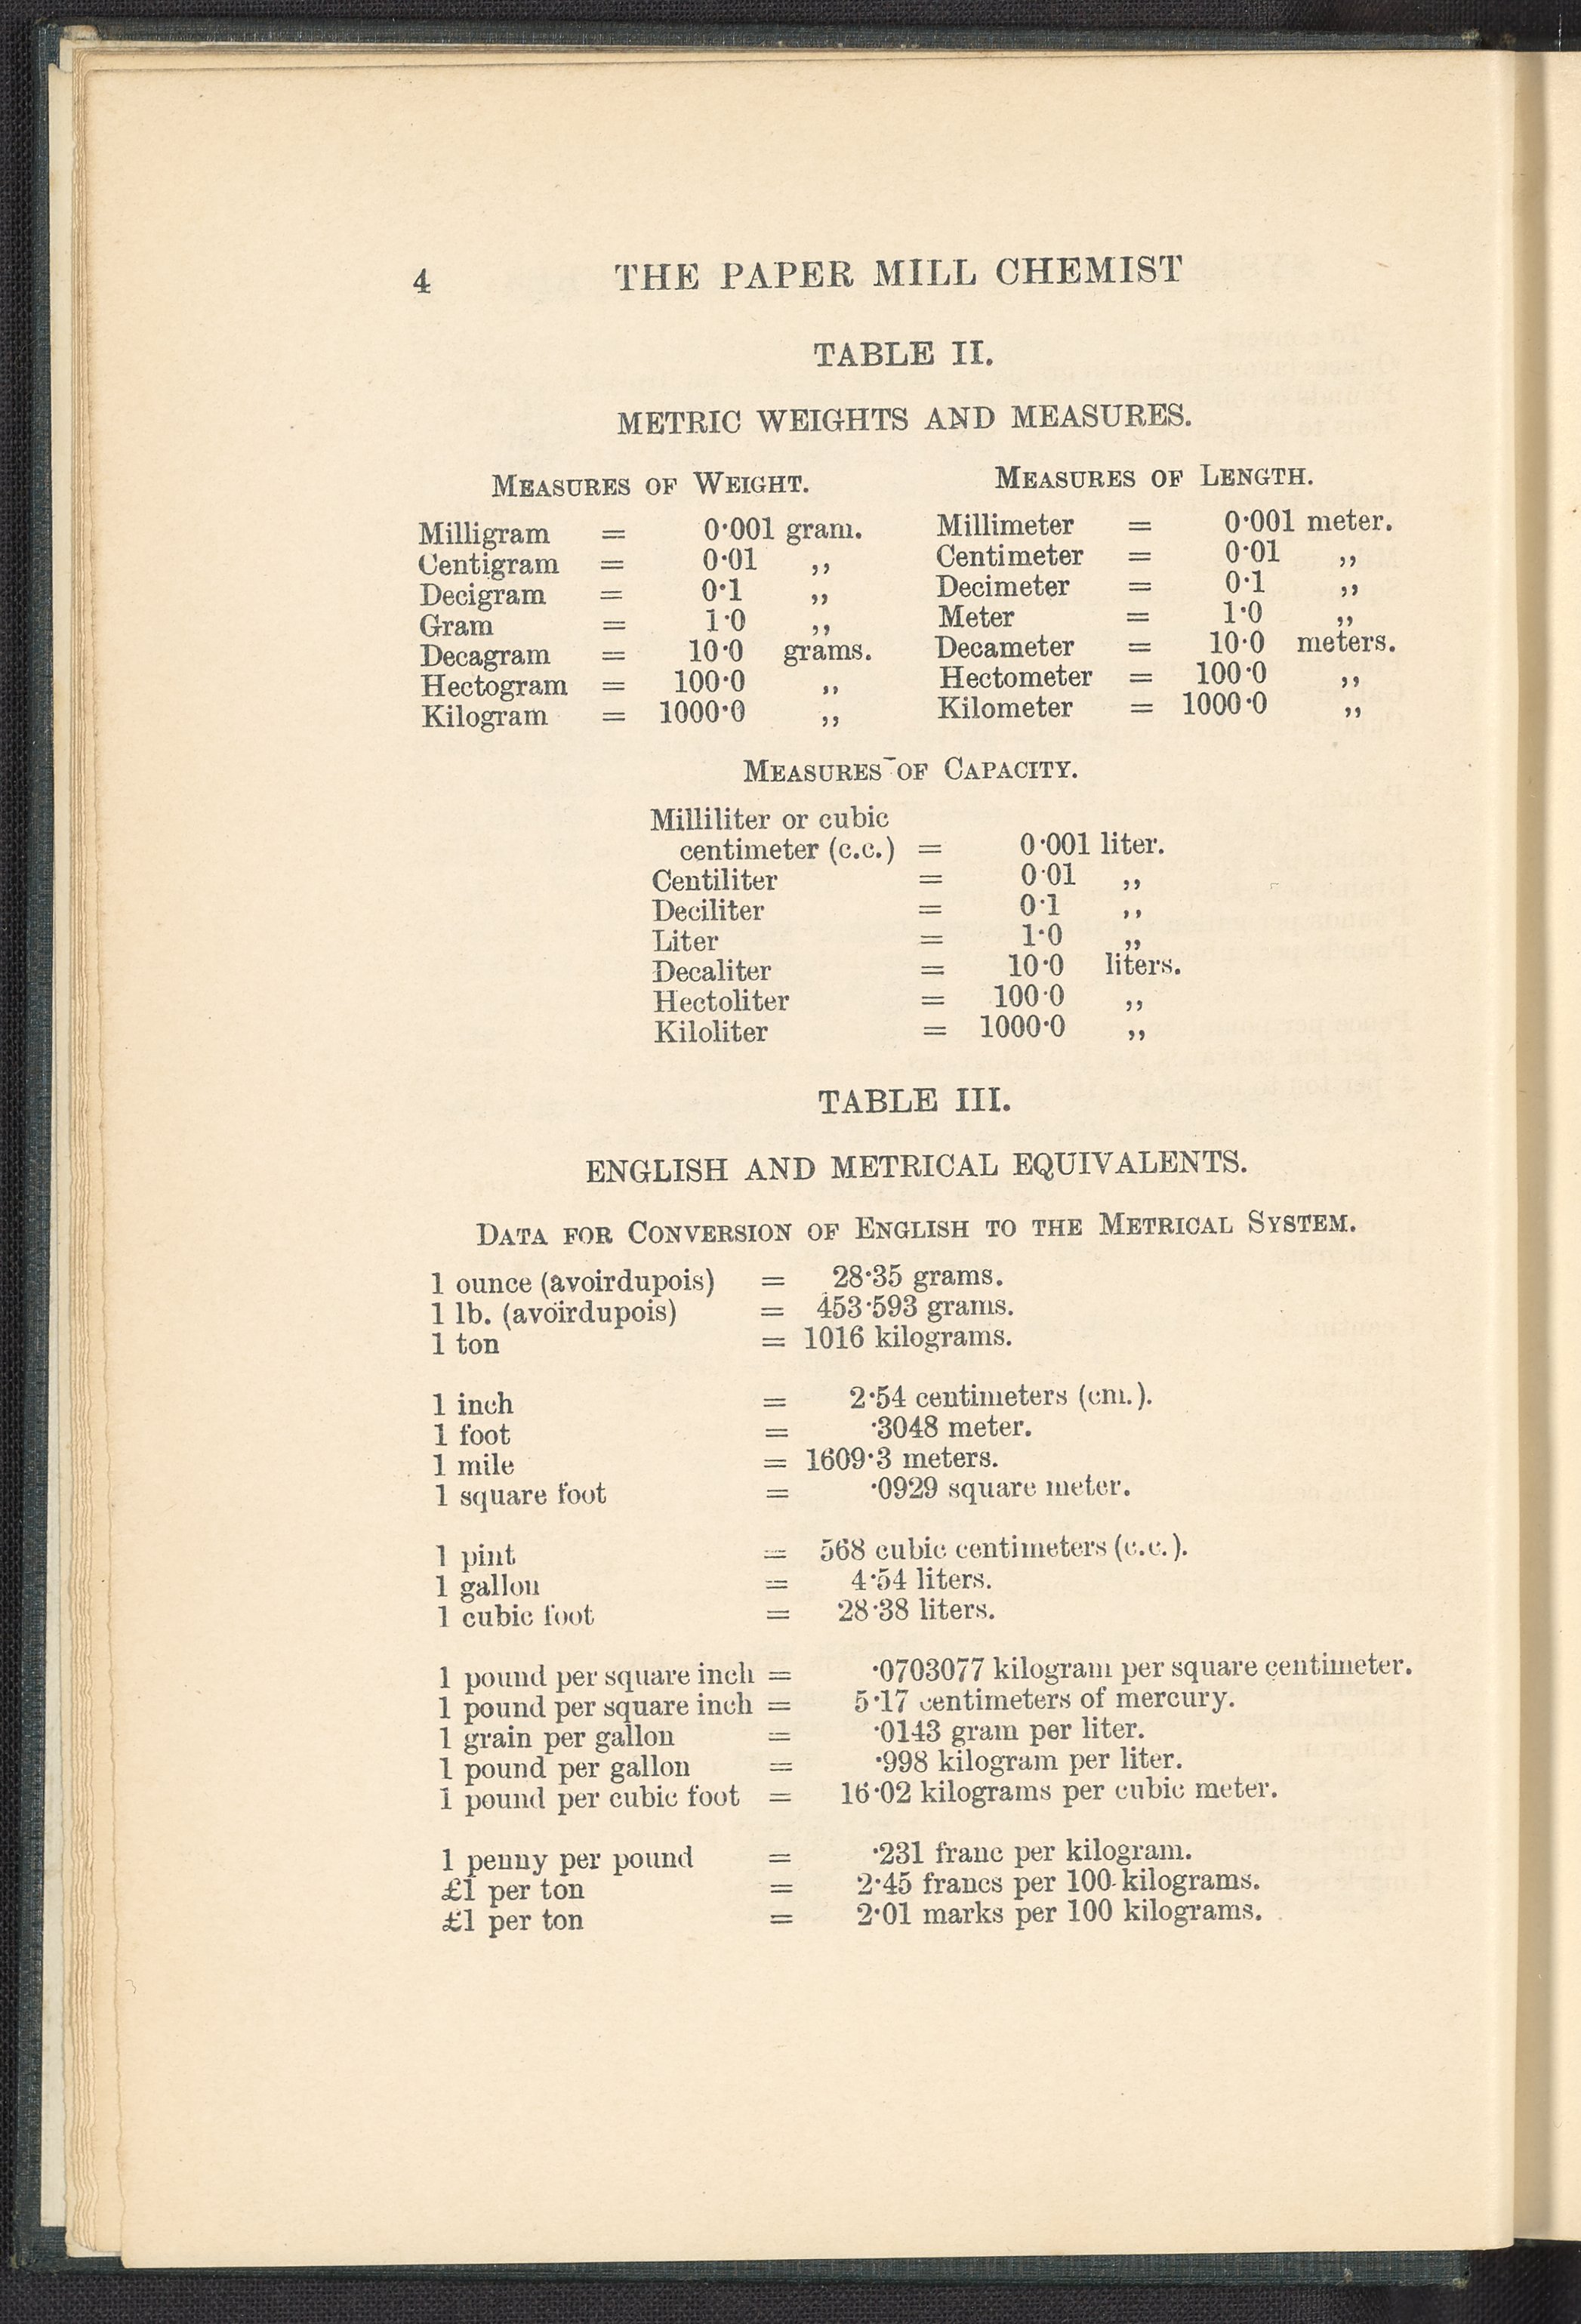 4 THE PAPER MILL CHEMIST
TABLE II.
METRIC WEIGHTS AND MEASURES.
MEASURES OF WEIGHT.
Milligram = 0·001 gram.
Centigram = 0·01 ,,
Decigram = 0·1 ,,
Gram = 1·0 ,,
Decagram = 10·0 grams.
Hectogram = 100·0 ,,
Kilogram = 1000·0 ,,
MEASURES OF LENGTH.
Millimeter = 0·001 meter.
Centimeter = 0·01 ,,
Decimeter = 0·1 ,,
Meter = 1·0 ,,
Decameter = 10·0 meters.
Hectometer = 100·0 ,,
Kilometer = 1000·0 ,,
MEASURES OF CAPACITY.
Milliliter or cubic
centimeter (c.c.) = 0·001 liter.
Centiliter = 0·01 ,,
Deciliter = 0·1 ,,
Liter = 1·0 ,,
Decaliter = 10·0 liters.
Hectoliter = 100·0 ,,
Kiloliter = 1000·0 ,,
TABLE III.
ENGLISH AND METRICAL EQUIVALENTS.
DATA FOR CONVERSION OF ENGLISH TO THE METRICAL SYSTEM.
1 ounce (avoirdupois) = 28·35 grams.
1 lb. (avoirdupois) = 453·593 grams.
1 ton = 1016 kilograms.
1 inch = 2·54 centimeters (cm.).
1 foot = ·3048 meter.
1 mile = 1609·3 meters.
1 square foot = ·0929 square meter.
1 pint = 568 cubic centimeters (c.c.).
1 gallon = 4·54 liters.
1 cubic foot = 28·38 liters.
1 pound per square inch = ·0703077 kilogram per square centimeter.
1 pound per square inch = 5·17 centimeters of mercury.
1 grain per gallon = ·0143 gram per liter.
1 pound per gallon = ·998 kilogram per liter.
1 pound per cubic foot = 16·02 kilograms per cubic meter.
1 penny per pound = ·231 franc per kilogram.
£1 per ton = 2·45 francs per 100 kilograms.
£1 per ton = 2·01 marks per 100 kilograms.